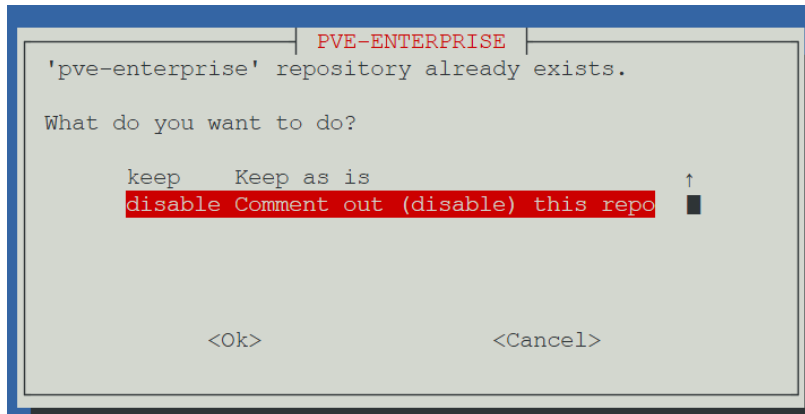 PVE-ENTERPRISE
'pve-enterprise' repository already exists.
What do you want to do?
keep Keep as is ↑
disable Comment out (disable) this repo
<Ok> <Cancel>